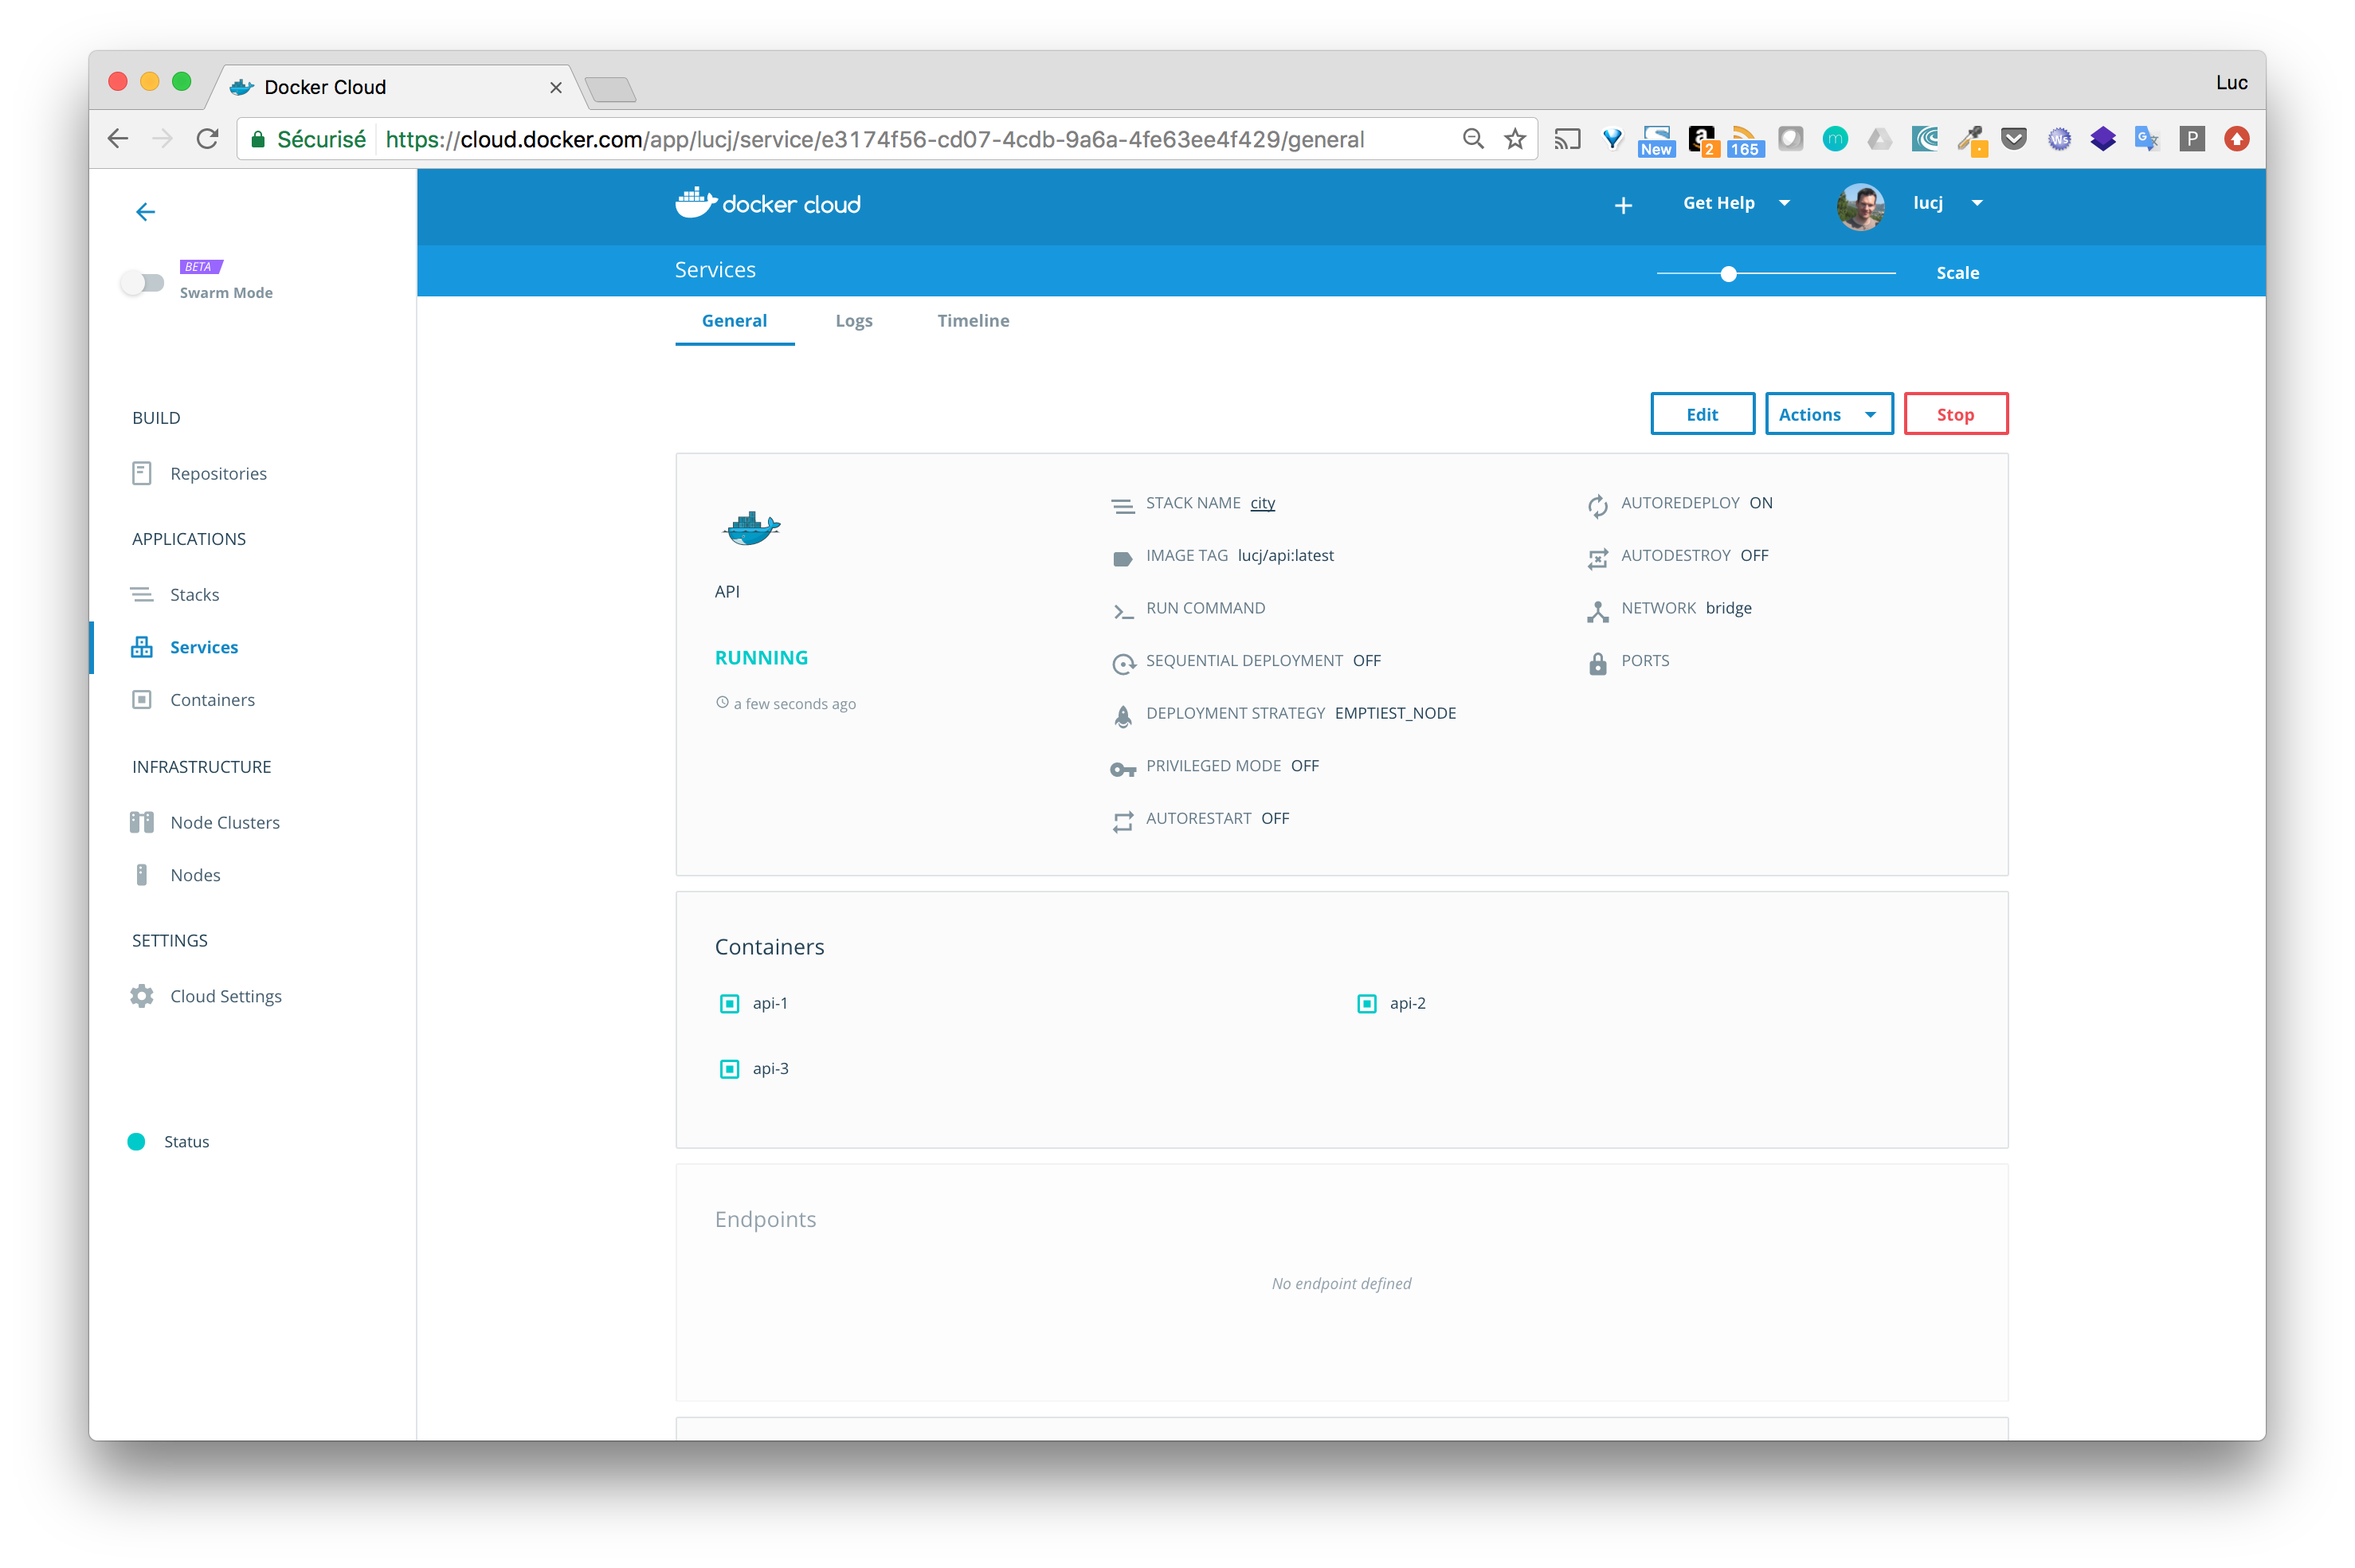 Docker Cloud
Luc
Sécurisé https://cloud.docker.com/app/lucj/service/e3174f56-cd07-4cdb-9a6a-4fe63ee4f429/general
New 2 165 m WS G P
docker cloud
Get Help lucj
BETA
Swarm Mode
Services Scale
General Logs Timeline
Edit Actions Stop
BUILD
Repositories
APPLICATIONS
Stacks
Services
Containers
INFRASTRUCTURE
Node Clusters
Nodes
SETTINGS
Cloud Settings
Status
API
RUNNING
a few seconds ago
STACK NAME city
IMAGE TAG lucj/api:latest
RUN COMMAND
SEQUENTIAL DEPLOYMENT OFF
DEPLOYMENT STRATEGY EMPTIEST_NODE
PRIVILEGED MODE OFF
AUTORESTART OFF
AUTOREDEPLOY ON
AUTODESTROY OFF
NETWORK bridge
PORTS
Containers
api-1 api-2
api-3
Endpoints
No endpoint defined